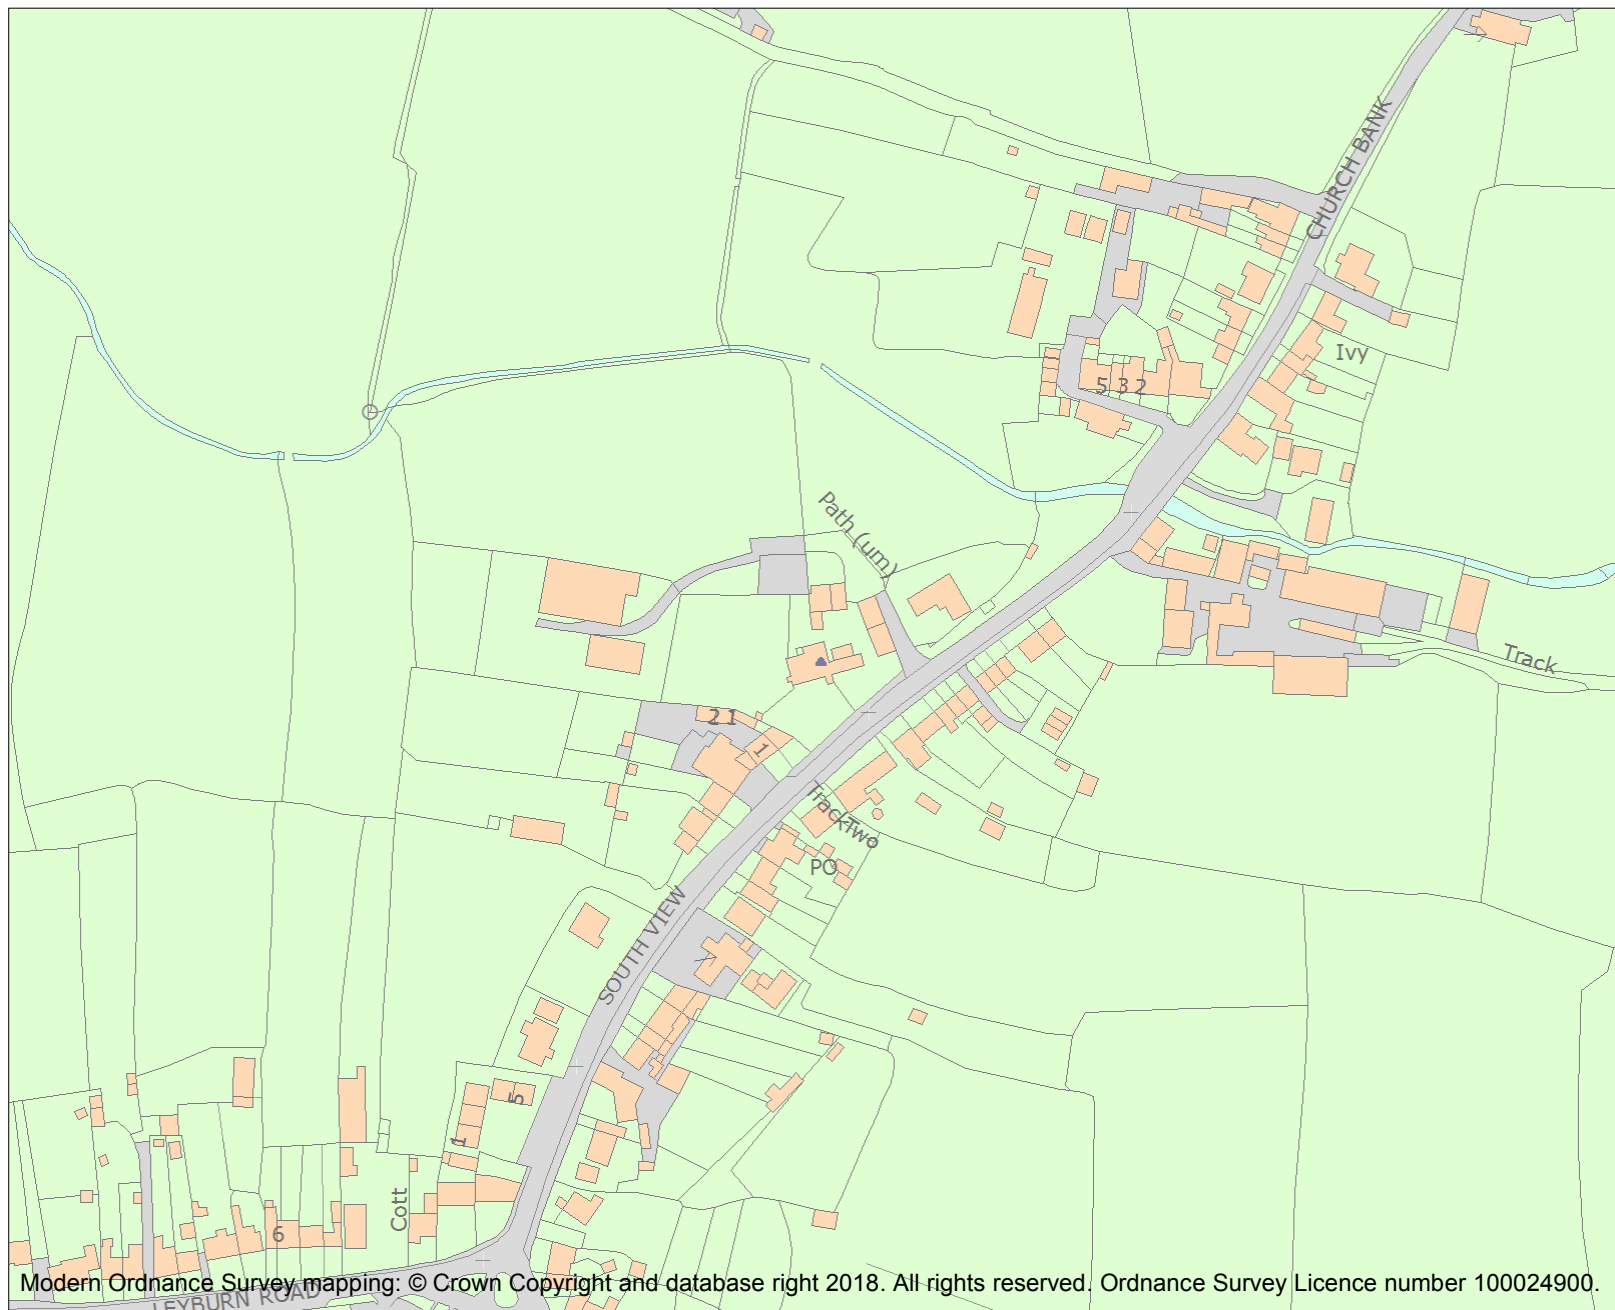 CHURCH BANK
Ivy
5 3 2
Path (um)
Track
2 1
1
Track
Two
PO
SOUTH VIEW
5
1
Cott
6
Modern Ordnance Survey mapping: © Crown Copyright and database right 2018. All rights reserved. Ordnance Survey Licence number 100024900.
LEYBURN ROAD